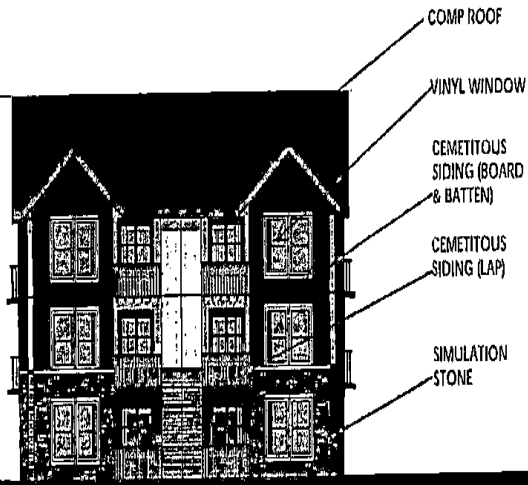 COMP ROOF
VINYL WINDOW
CEMETITOUS
SIDING (BOARD
& BATTEN)
CEMETITOUS
SIDING (LAP)
SIMULATION
STONE